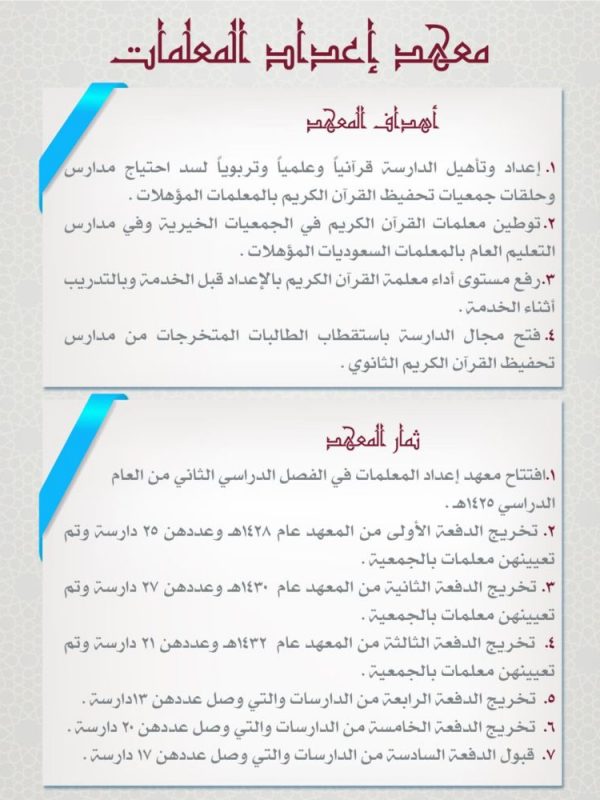 معهد إعداد المعلمات
أهداف المعهد
١. إعداد وتأهيل الدارسة قرآنياً وعلمياً وتربوياً لسد احتياج مدارس
وحلقات جمعيات تحفيظ القرآن الكريم بالمعلمات المؤهلات .
٢. توطين معلمات القرآن الكريم في الجمعيات الخيرية وفي مدارس
التعليم العام بالمعلمات السعوديات المؤهلات .
٣. رفع مستوى أداء معلمة القرآن الكريم بالإعداد قبل الخدمة وبالتدريب
أثناء الخدمة .
٤. فتح مجال الدارسة باستقطاب الطالبات المتخرجات من مدارس
تحفيظ القرآن الكريم الثانوي .
ثمار المعهد
١.افتتاح معهد إعداد المعلمات في الفصل الدراسي الثاني من العام
الدراسي ١٤٢٥هـ .
٢. تخريج الدفعة الأولى من المعهد عام ١٤٢٨هـ وعددهن ٢٥ دارسة وتم
تعيينهن معلمات بالجمعية .
٣. تخريج الدفعة الثانية من المعهد عام ١٤٣٠هـ وعددهن ٢٧ دارسة وتم
تعيينهن معلمات بالجمعية .
٤. تخريج الدفعة الثالثة من المعهد عام ١٤٣٢هـ وعددهن ٢١ دارسة وتم
تعيينهن معلمات بالجمعية .
٥. تخريج الدفعة الرابعة من الدارسات والتي وصل عددهن ١٣دارسة .
٦. تخريج الدفعة الخامسة من الدارسات والتي وصل عددهن ٢٠ دارسة .
٧. قبول الدفعة السادسة من الدارسات والتي وصل عددهن ١٧ دارسة .